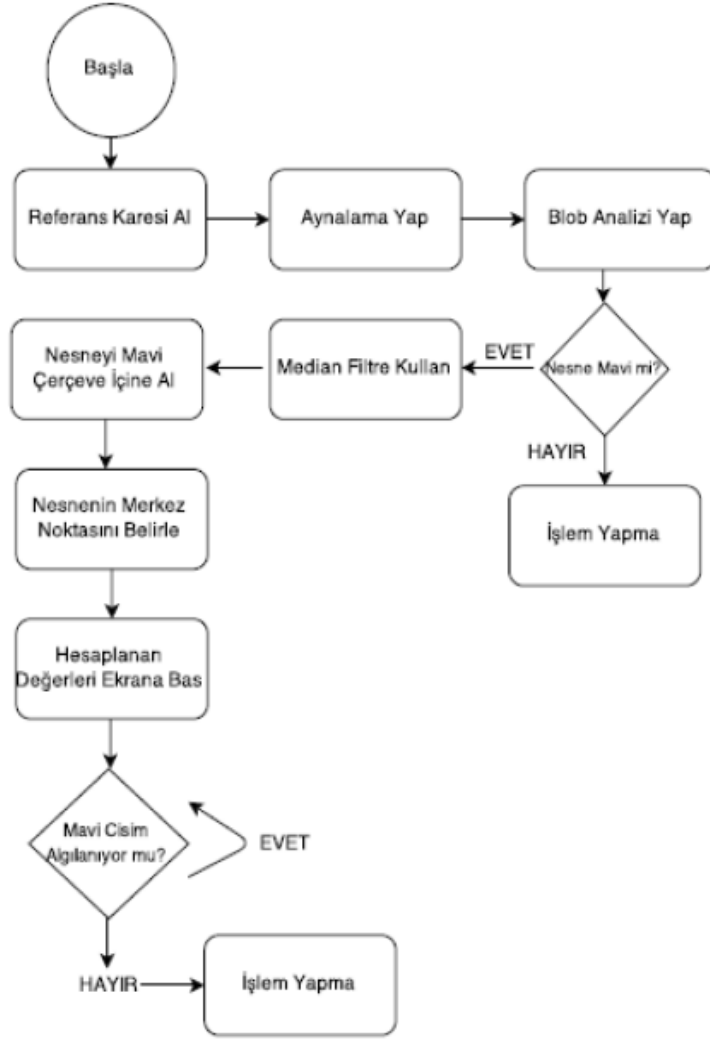 Başla
Referans Karesi Al
Aynalama Yap
Blob Analizi Yap
Nesneyi Mavi
Çerçeve İçine Al
Median Filtre Kullan
EVET
Nesne Mavi mi?
HAYIR
İşlem Yapma
Nesnenin Merkez
Noktasını Belirle
Hesaplanan
Değerleri Ekrana Bas
Mavi Cisim
Algılanıyor mu?
EVET
HAYIR
İşlem Yapma